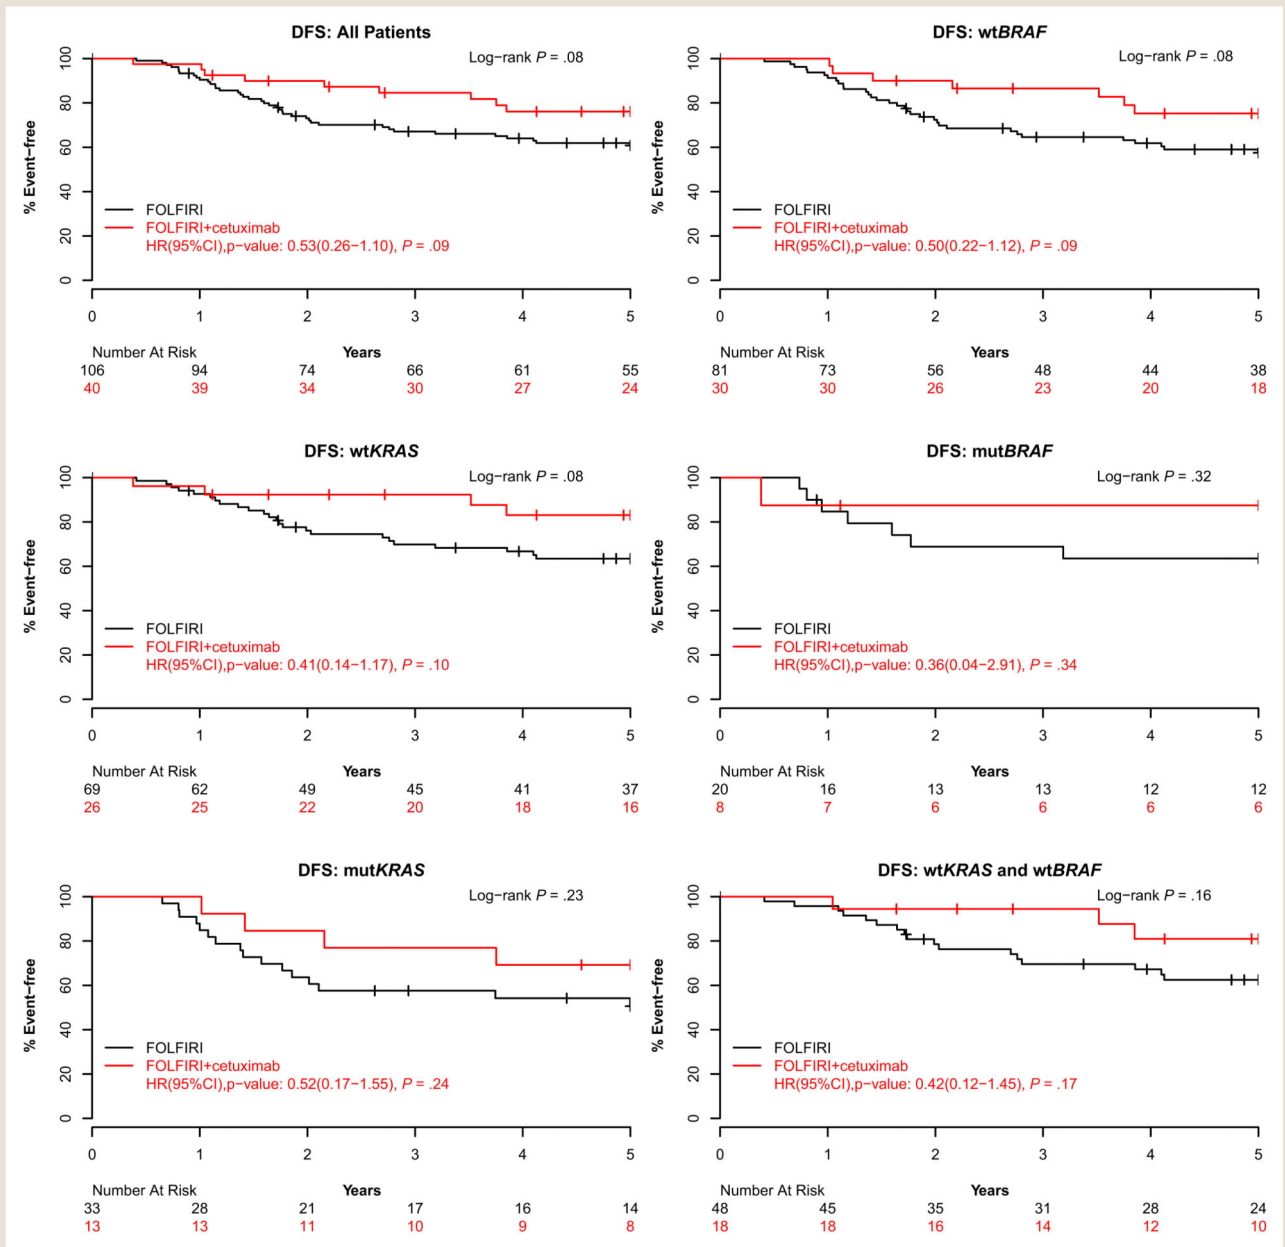 DFS: All Patients
Log−rank P = .08
% Event−free
100
80
60
40
20
0
FOLFIRI
FOLFIRI+cetuximab
HR(95%CI),p−value: 0.53(0.26−1.10), P = .09
0 1 2 3 4 5
Number At Risk Years
106 94 74 66 61 55
40 39 34 30 27 24
DFS: wtBRAF
Log−rank P = .08
% Event−free
100
80
60
40
20
0
FOLFIRI
FOLFIRI+cetuximab
HR(95%CI),p−value: 0.50(0.22−1.12), P = .09
0 1 2 3 4 5
Number At Risk Years
81 73 56 48 44 38
30 30 26 23 20 18
DFS: wtKRAS
Log−rank P = .08
% Event−free
100
80
60
40
20
0
FOLFIRI
FOLFIRI+cetuximab
HR(95%CI),p−value: 0.41(0.14−1.17), P = .10
0 1 2 3 4 5
Number At Risk Years
69 62 49 45 41 37
26 25 22 20 18 16
DFS: mutBRAF
Log−rank P = .32
% Event−free
100
80
60
40
20
0
FOLFIRI
FOLFIRI+cetuximab
HR(95%CI),p−value: 0.36(0.04−2.91), P = .34
0 1 2 3 4 5
Number At Risk Years
20 16 13 13 12 12
8 7 6 6 6 6
DFS: mutKRAS
Log−rank P = .23
% Event−free
100
80
60
40
20
0
FOLFIRI
FOLFIRI+cetuximab
HR(95%CI),p−value: 0.52(0.17−1.55), P = .24
0 1 2 3 4 5
Number At Risk Years
33 28 21 17 16 14
13 13 11 10 9 8
DFS: wtKRAS and wtBRAF
Log−rank P = .16
% Event−free
100
80
60
40
20
0
FOLFIRI
FOLFIRI+cetuximab
HR(95%CI),p−value: 0.42(0.12−1.45), P = .17
0 1 2 3 4 5
Number At Risk Years
48 45 35 31 28 24
18 18 16 14 12 10